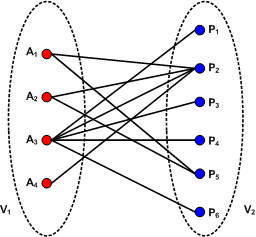 A₁
A₂
A₃
A₄
V₁
P₁
P₂
P₃
P₄
P₅
P₆
V₂